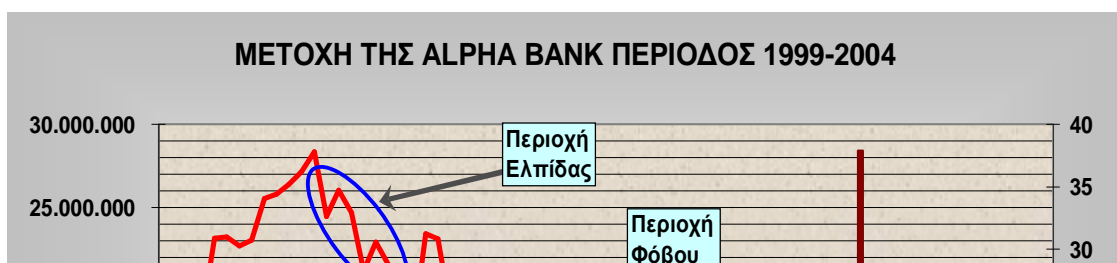 ΜΕΤΟΧΗ ΤΗΣ ALPHA BANK ΠΕΡΙΟΔΟΣ 1999-2004
30.000.000
40
Περιοχή
Ελπίδας
35
25.000.000
Περιοχή
Φόβου
30